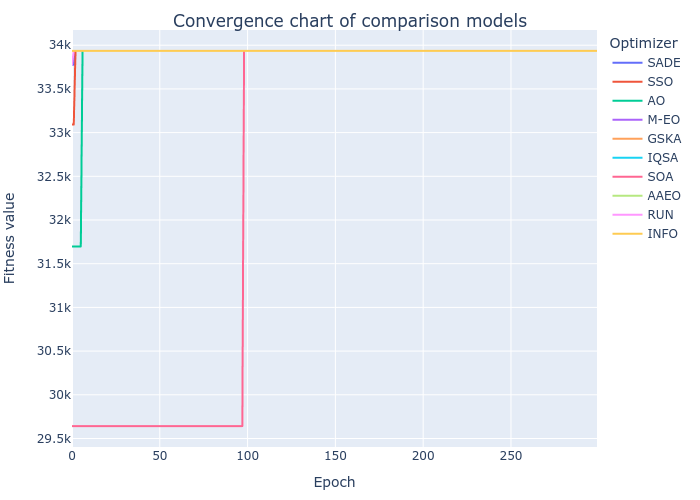 Convergence chart of comparison models
Fitness value
34k
33.5k
33k
32.5k
32k
31.5k
31k
30.5k
30k
29.5k
0 50 100 150 200 250
Epoch
Optimizer
SADE
SSO
AO
M-EO
GSKA
IQSA
SOA
AAEO
RUN
INFO